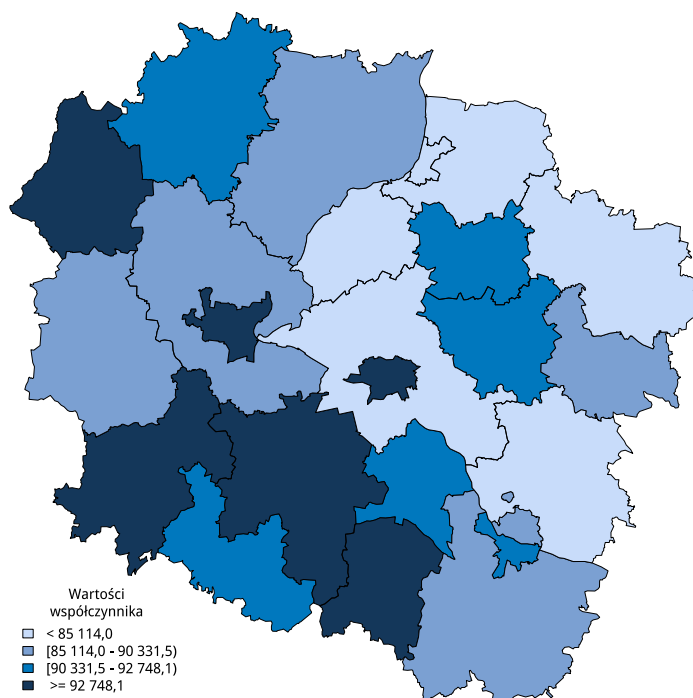 Wartości
współczynnika
< 85 114,0
[85 114,0 - 90 331,5)
[90 331,5 - 92 748,1)
>= 92 748,1